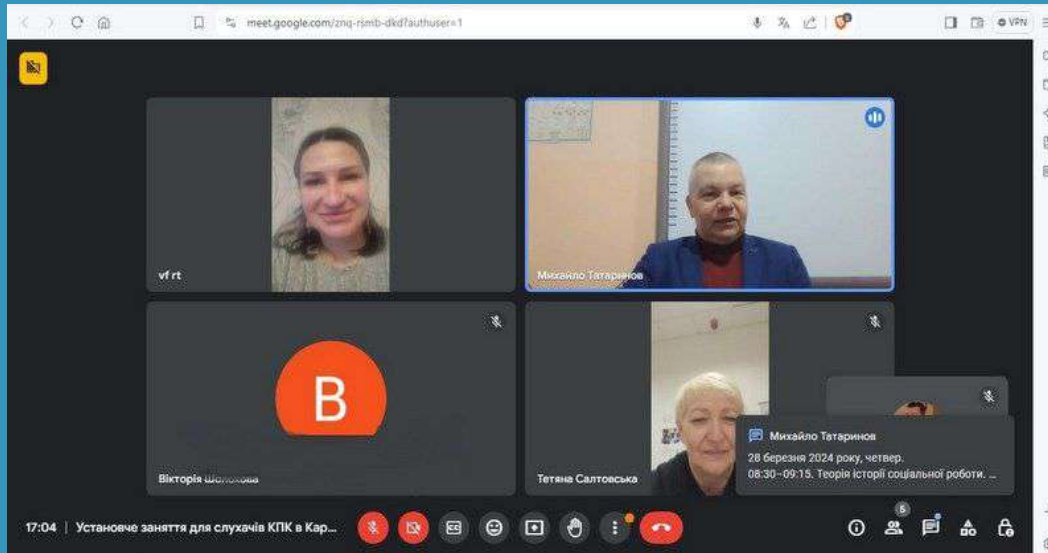 meet.google.com/znq-rsmb-dkd?authuser=1
VPN
vf rt
Михайло Татаринов
В
Вікторія
Тетяна Салтовська
Михайло Татаринов
28 березня 2024 року, четвер.
08:30–09:15. Теорія історії соціальної роботи. ...
17:04 | Установче заняття для слухачів КПК в Кар...
5